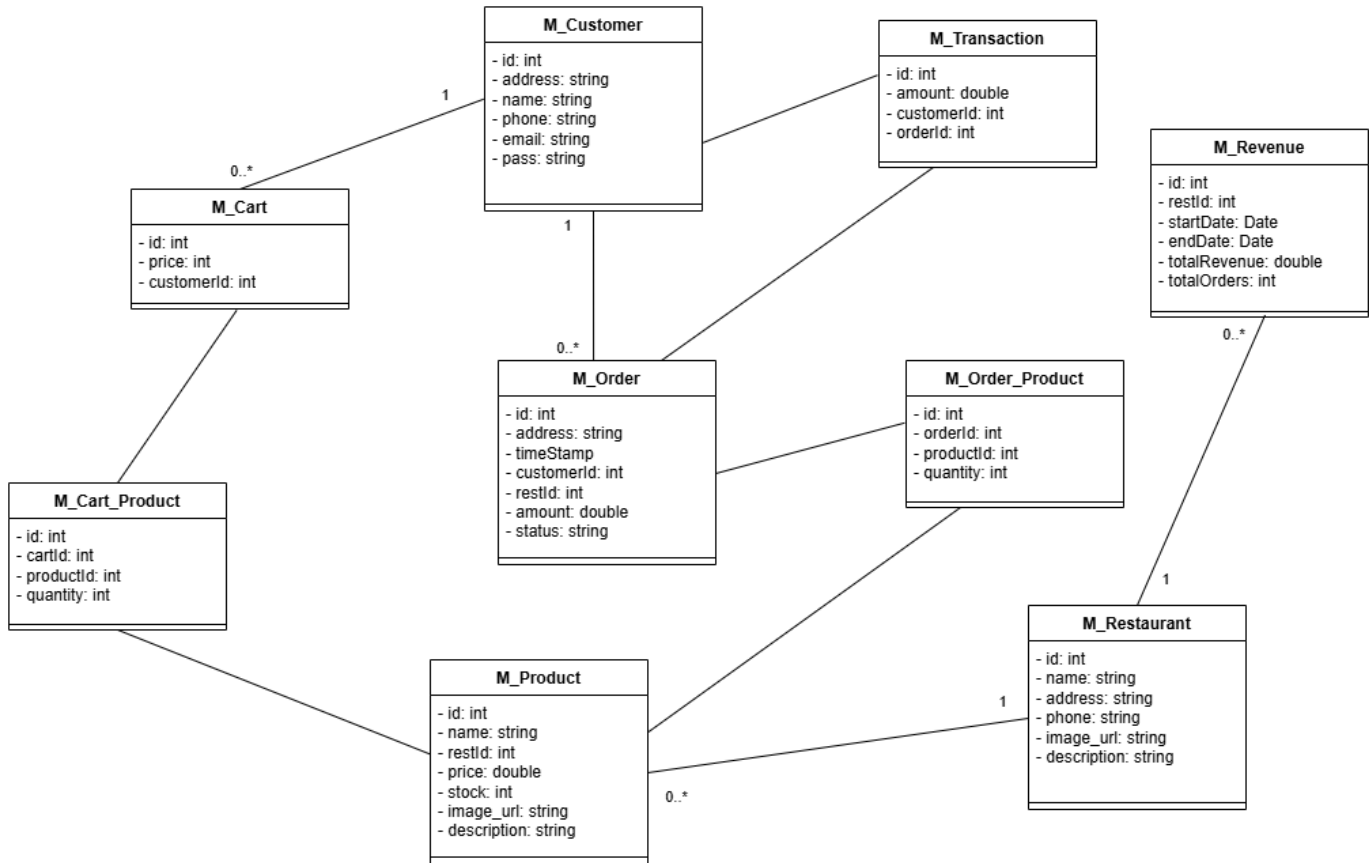 M_Customer
- id: int
- address: string
- name: string
- phone: string
- email: string
- pass: string
M_Transaction
- id: int
- amount: double
- customerId: int
- orderId: int
M_Revenue
- id: int
- restId: int
- startDate: Date
- endDate: Date
- totalRevenue: double
- totalOrders: int
1
0..*
M_Cart
- id: int
- price: int
- customerId: int
1
0..*
0..*
M_Order
- id: int
- address: string
- timeStamp
- customerId: int
- restId: int
- amount: double
- status: string
M_Order_Product
- id: int
- orderId: int
- productId: int
- quantity: int
M_Cart_Product
- id: int
- cartId: int
- productId: int
- quantity: int
1
M_Restaurant
- id: int
- name: string
- address: string
- phone: string
- image_url: string
- description: string
M_Product
- id: int
- name: string
- restId: int
- price: double
- stock: int
- image_url: string
- description: string
1
0..*